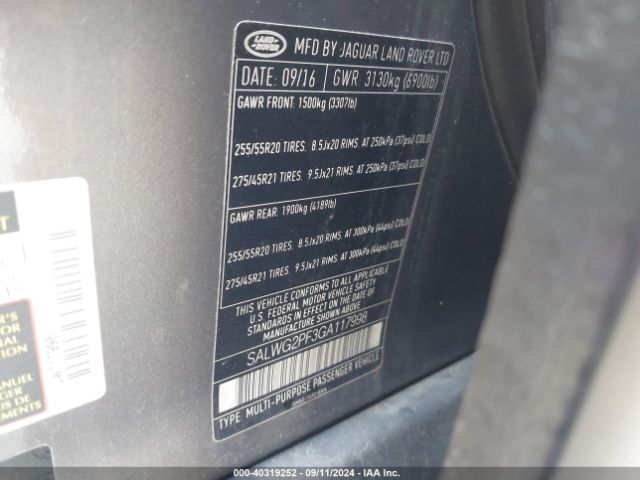 LAND
ROVER
MFD BY JAGUAR LAND ROVER LTD
DATE: 09/16 GWR: 3130kg (6900lb)
GAWR FRONT: 1500kg (3307lb)
255/55R20 TIRES. 8.5Jx20 RIMS. AT 250kPa (37psi) COLD
275/45R21 TIRES. 9.5Jx21 RIMS. AT 250kPa (37psi) COLD
GAWR REAR: 1900kg (4189lb)
255/55R20 TIRES. 8.5Jx20 RIMS. AT 300kPa (44psi) COLD
275/45R21 TIRES. 9.5Jx21 RIMS. AT 300kPa (44psi) COLD
THIS VEHICLE CONFORMS TO ALL APPLICABLE
U.S. FEDERAL MOTOR VEHICLE SAFETY
STANDARDS IN EFFECT ON THE DATE OF
MANUFACTURE SHOWN ABOVE
SALWG2PF3GA117998
TYPE: MULTI-PURPOSE PASSENGER VEHICLE
000-40319252 - 09/11/2024 - IAA Inc.